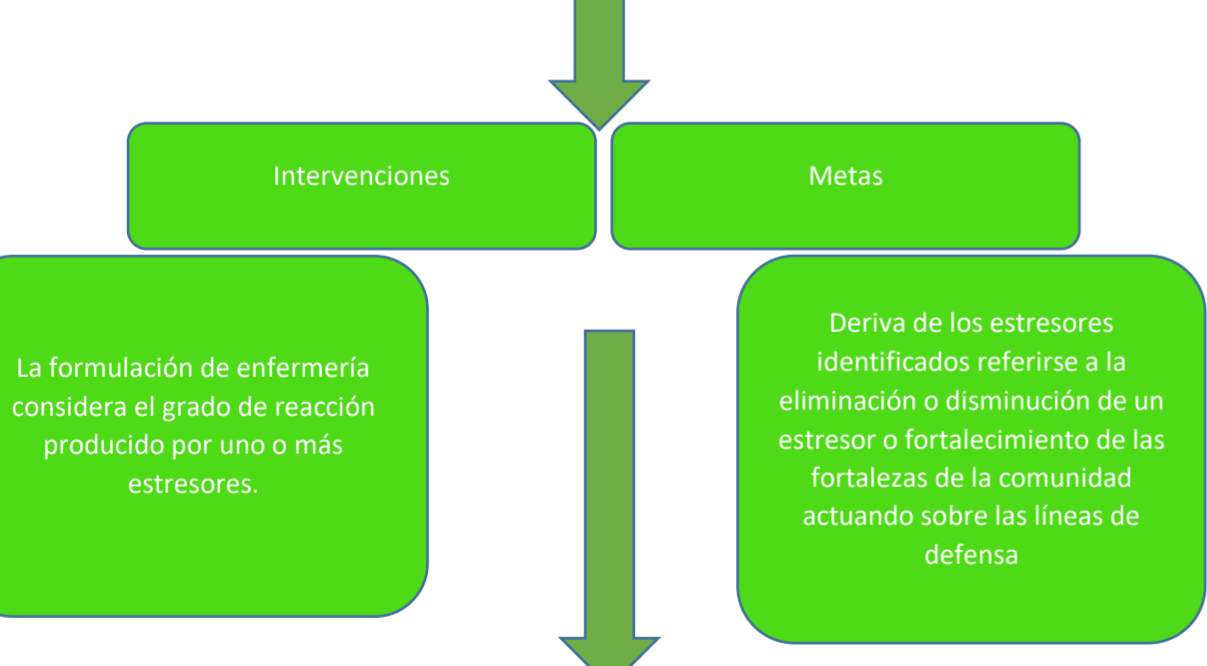 Intervenciones
Metas
La formulación de enfermería
considera el grado de reacción
producido por uno o más
estresores.
Deriva de los estresores
identificados referirse a la
eliminación o disminución de un
estresor o fortalecimiento de las
fortalezas de la comunidad
actuando sobre las líneas de
defensa